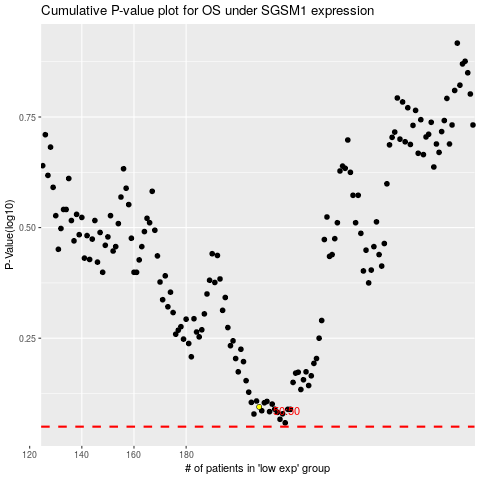 Cumulative P-value plot for OS under SGSM1 expression
P-Value(log10)
0.75
0.50
0.25
120 140 160 180
# of patients in 'low exp' group